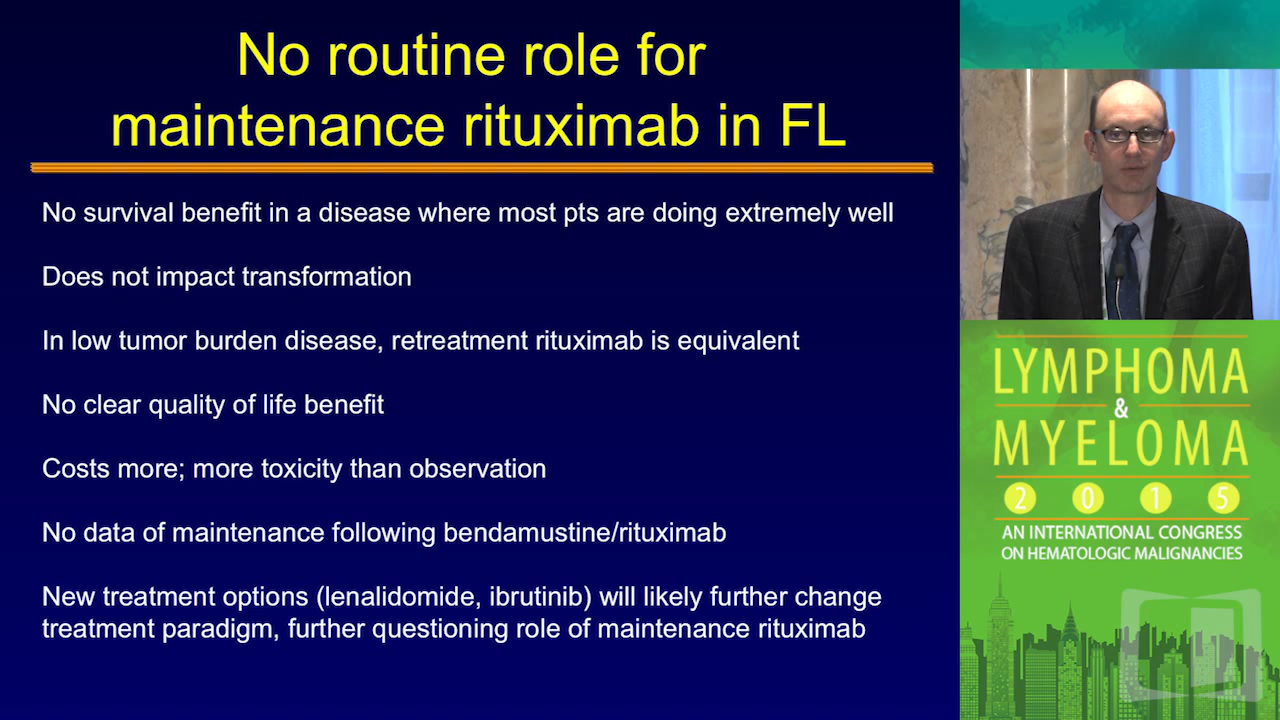 No routine role for
maintenance rituximab in FL
No survival benefit in a disease where most pts are doing extremely well
Does not impact transformation
In low tumor burden disease, retreatment rituximab is equivalent
No clear quality of life benefit
Costs more; more toxicity than observation
No data of maintenance following bendamustine/rituximab
New treatment options (lenalidomide, ibrutinib) will likely further change
treatment paradigm, further questioning role of maintenance rituximab
LYMPHOMA
&
MYELOMA
2 0 1 5
AN INTERNATIONAL CONGRESS
ON HEMATOLOGIC MALIGNANCIES